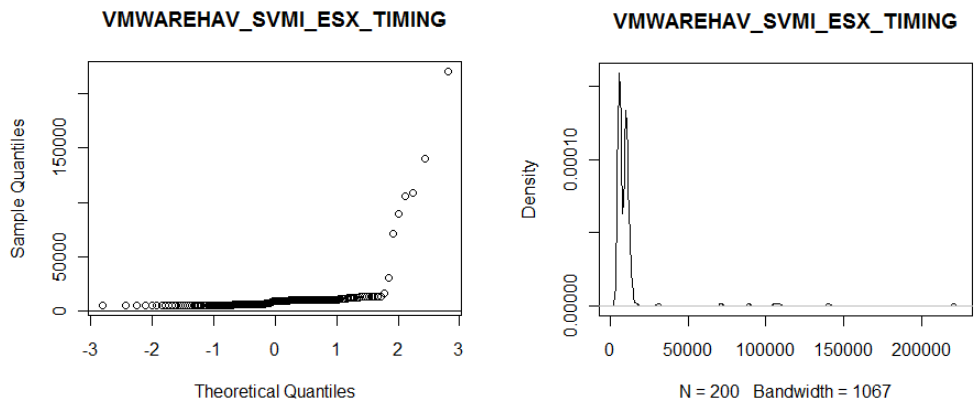 VMWAREHAV_SVMI_ESX_TIMING
Sample Quantiles
0
50000
150000
-3 -2 -1 0 1 2 3
Theoretical Quantiles
VMWAREHAV_SVMI_ESX_TIMING
Density
0.00000
0.00010
0 50000 100000 150000 200000
N = 200 Bandwidth = 1067